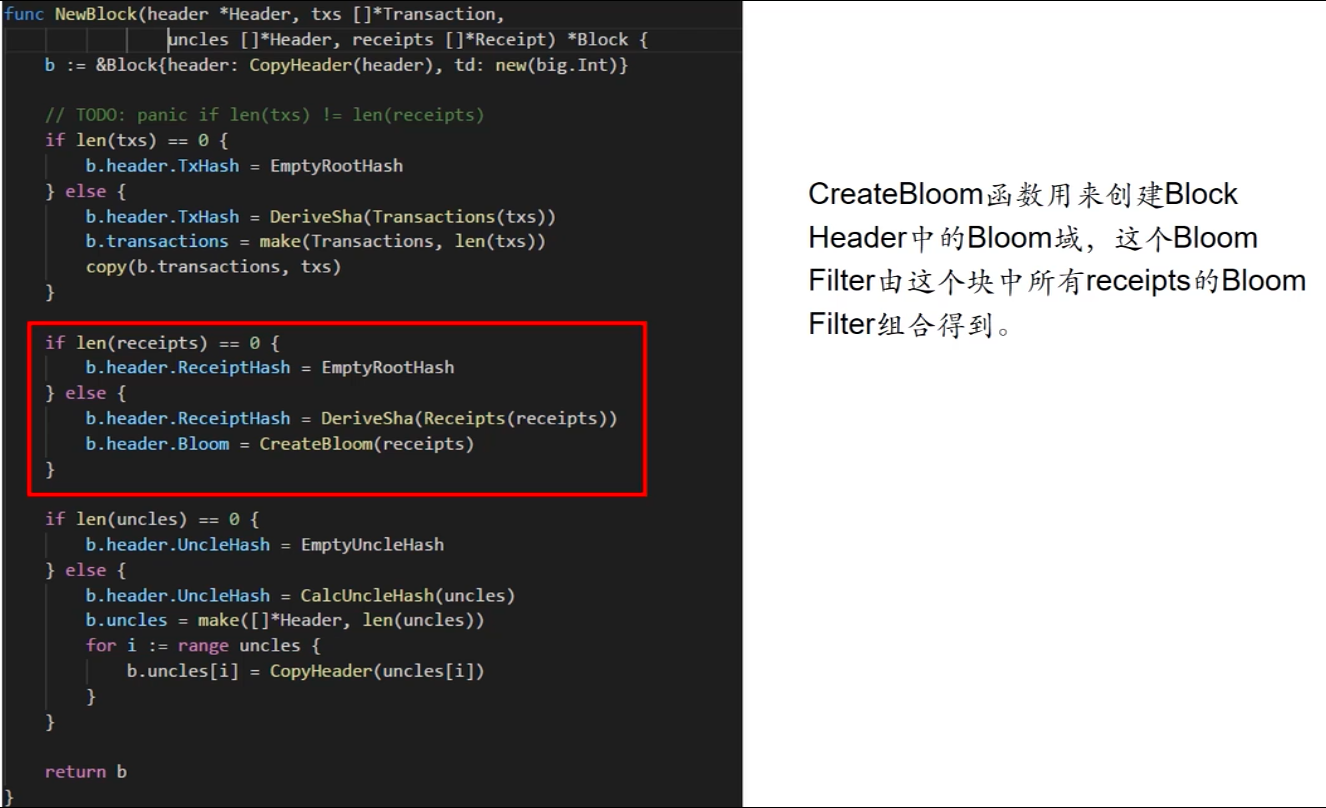 func NewBlock(header *Header, txs []*Transaction,
uncles []*Header, receipts []*Receipt) *Block {
b := &Block{header: CopyHeader(header), td: new(big.Int)}
// TODO: panic if len(txs) != len(receipts)
if len(txs) == 0 {
b.header.TxHash = EmptyRootHash
} else {
b.header.TxHash = DeriveSha(Transactions(txs))
b.transactions = make(Transactions, len(txs))
copy(b.transactions, txs)
}
if len(receipts) == 0 {
b.header.ReceiptHash = EmptyRootHash
} else {
b.header.ReceiptHash = DeriveSha(Receipts(receipts))
b.header.Bloom = CreateBloom(receipts)
}
if len(uncles) == 0 {
b.header.UncleHash = EmptyUncleHash
} else {
b.header.UncleHash = CalcUncleHash(uncles)
b.uncles = make([]*Header, len(uncles))
for i := range uncles {
b.uncles[i] = CopyHeader(uncles[i])
}
}
return b
}
CreateBloom函数用来创建Block
Header中的Bloom域，这个Bloom
Filter由这个块中所有receipts的Bloom
Filter组合得到。